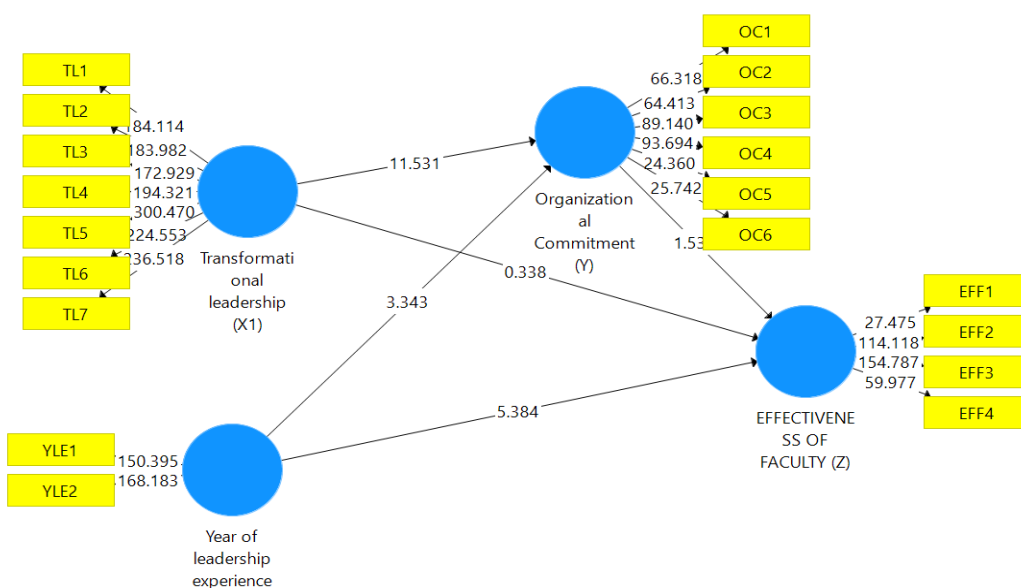 TL1
TL2
TL3
TL4
TL5
TL6
TL7
184.114
183.982
172.929
194.321
300.470
224.553
236.518
Transformati
onal
leadership
(X1)
11.531
0.338
3.343
5.384
YLE1
YLE2
150.395
168.183
Year of
leadership
experience
OC1
OC2
OC3
OC4
OC5
OC6
66.318
64.413
89.140
93.694
24.360
25.742
Organization
al
Commitment
(Y)
1.53
EFF1
EFF2
EFF3
EFF4
27.475
114.118
154.787
59.977
EFFECTIVENE
SS OF
FACULTY (Z)